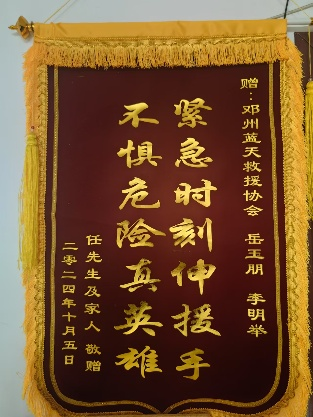 赠：邓州蓝天救援协会 岳玉朋 李明举
紧急时刻伸援手
不惧危险真英雄
任先生及家人 敬赠
二零二四年十月五日